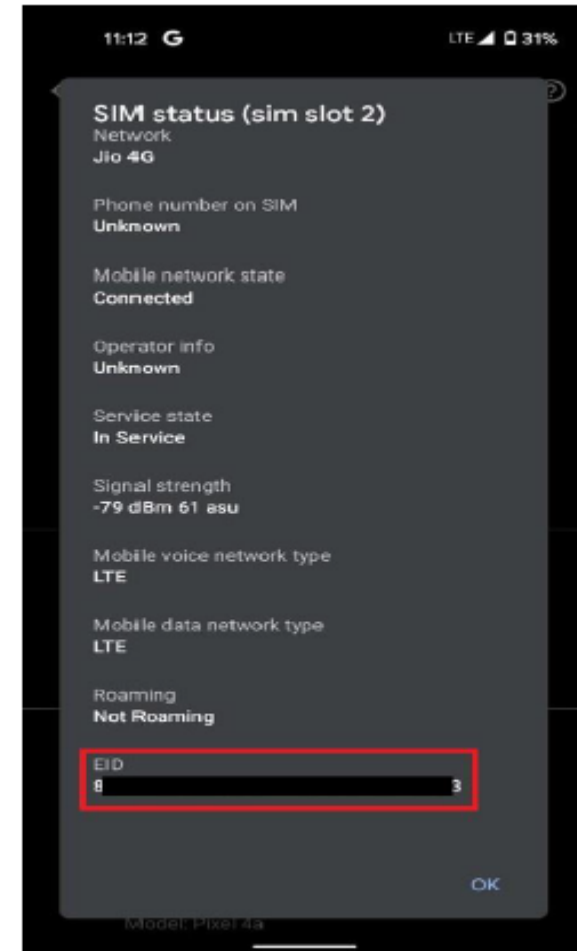 11:12 G LTE 31%
SIM status (sim slot 2)
Network
Jio 4G
Phone number on SIM
Unknown
Mobile network state
Connected
Operator info
Unknown
Service state
In Service
Signal strength
-79 dBm 61 asu
Mobile voice network type
LTE
Mobile data network type
LTE
Roaming
Not Roaming
EID
8 3
OK
Model: Pixel 4a